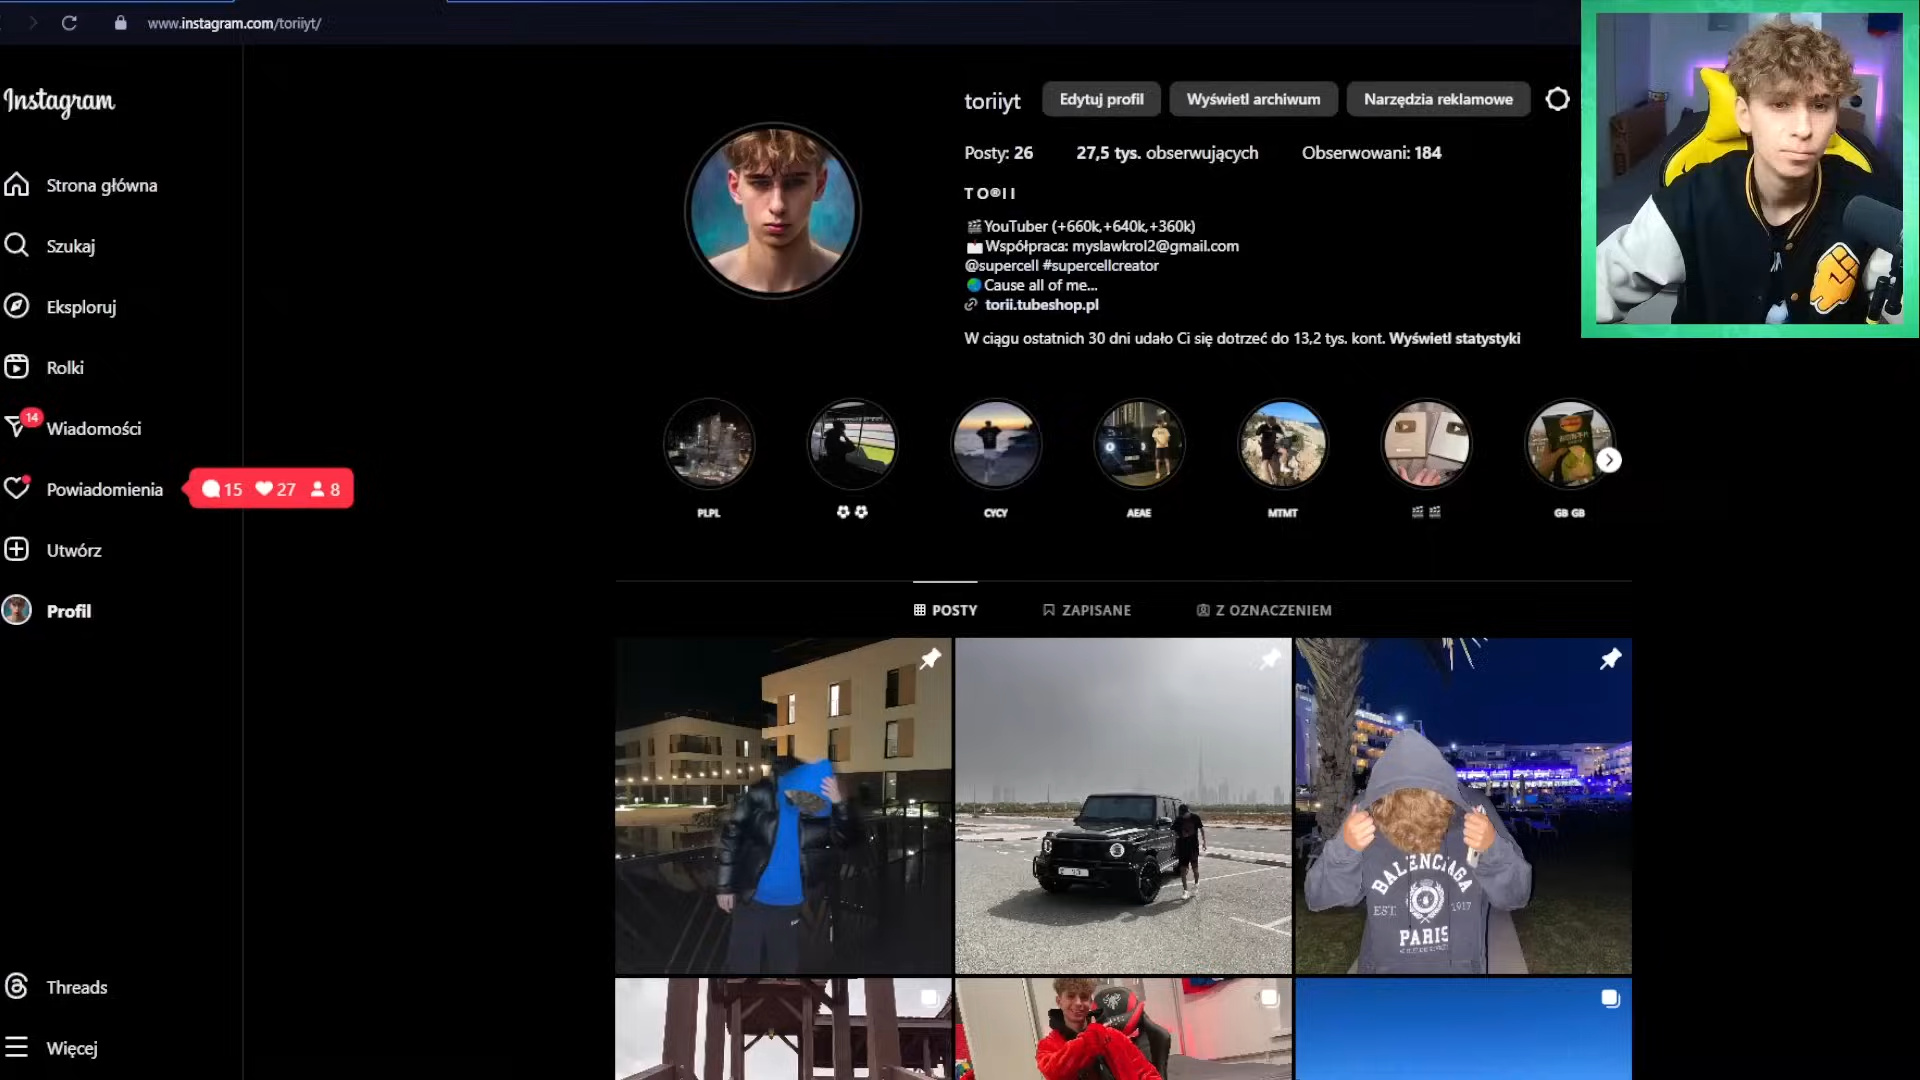 www.instagram.com/toriiyt/
Instagram
Strona główna
Szukaj
Eksploruj
Rolki
14
Wiadomości
Powiadomienia
15 27 8
Utwórz
Profil
Threads
Więcej
toriiyt
Edytuj profil
Wyświetl archiwum
Narzędzia reklamowe
Posty: 26
27,5 tys. obserwujących
Obserwowani: 184
T O ® I I
🎬YouTuber (+660k,+640k,+360k)
📩Współpraca: myslawkrol2@gmail.com
@supercell #supercellcreator
🌍Cause all of me...
torii.tubeshop.pl
W ciągu ostatnich 30 dni udało Ci się dotrzeć do 13,2 tys. kont. Wyświetl statystyki
PLPL
⚽ ⚽
CYCY
AEAE
MTMT
🎬 🎬
GB GB
POSTY
ZAPISANE
Z OZNACZENIEM
BALENCIAGA
EST. 1917
PARIS